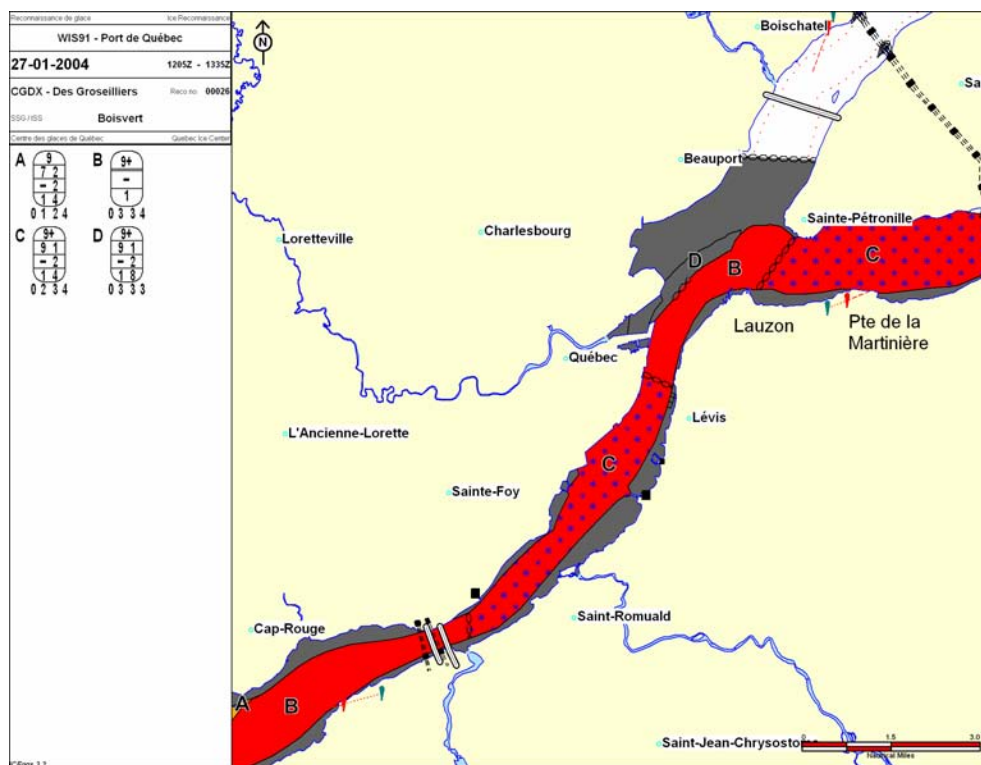 Reconnaissance de glace Ice Reconnaissance
WIS91 - Port de Québec
27-01-2004 1205Z - 1335Z
CGDX - Des Groseilliers Reco no 00026
SSG / ISS Boisvert
Centre des glaces de Québec Quebec Ice Center
A
9
7 2
- 2
1 4
0 1 2 4
B
9+
-
1
0 3 3 4
C
9+
9 1
- 2
1 4
0 2 3 4
D
9+
9 1
- 2
1 8
0 3 3 3
N
Boischatel
Sa
Beauport
Sainte-Pétronille
Loretteville
Charlesbourg
D
B
C
Lauzon
Pte de la
Martinière
Québec
Lévis
L'Ancienne-Lorette
C
Sainte-Foy
Saint-Romuald
Cap-Rouge
A
B
Saint-Jean-Chrysostome
0 1.5 3.0
Nautical Miles